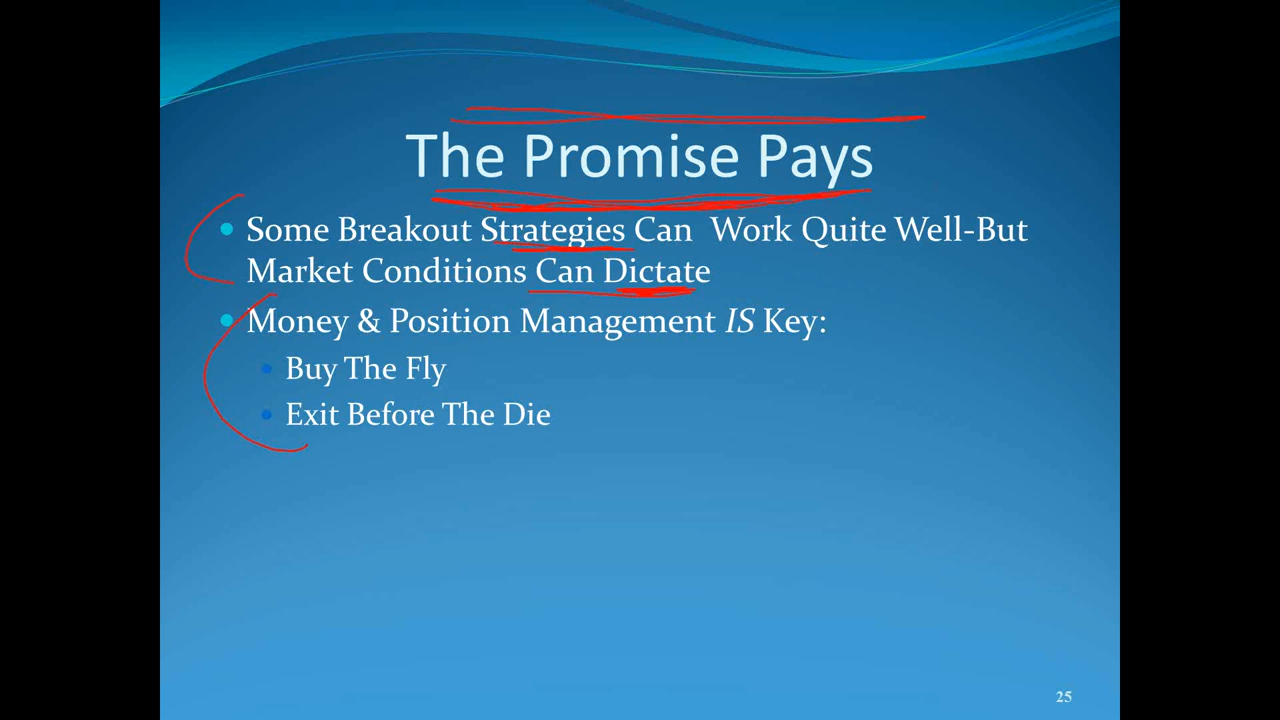 The Promise Pays
Some Breakout Strategies Can Work Quite Well-But
Market Conditions Can Dictate
Money & Position Management IS Key:
Buy The Fly
Exit Before The Die
25